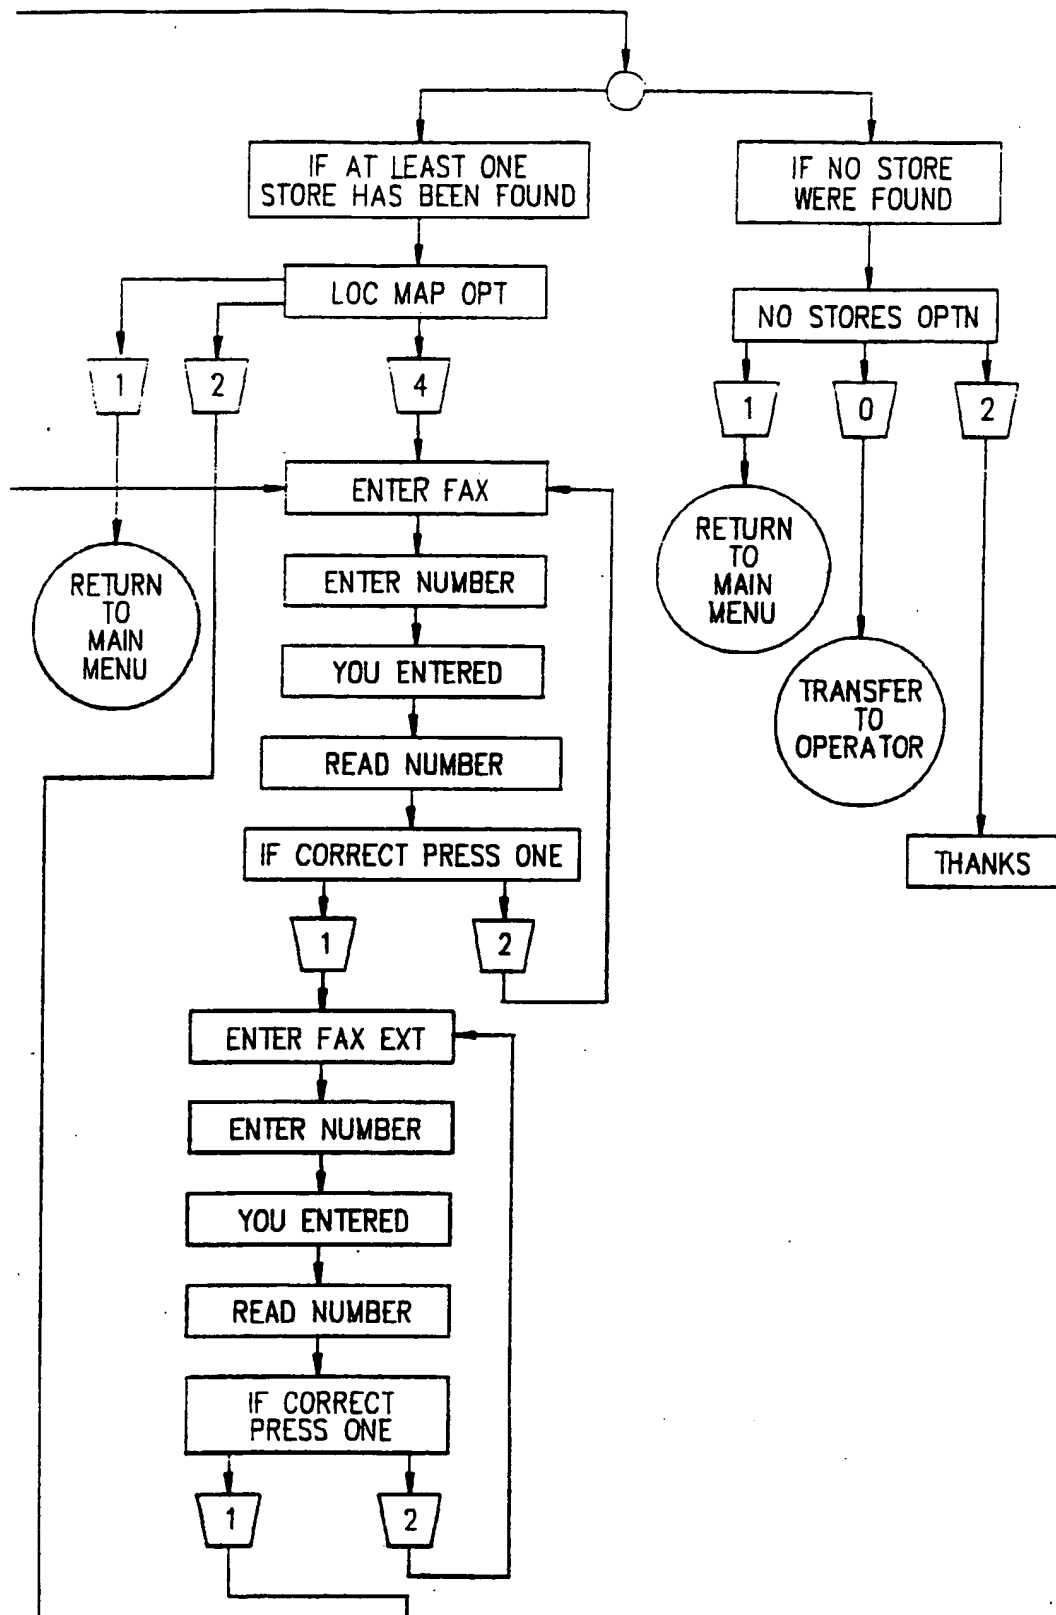 IF AT LEAST ONE
STORE HAS BEEN FOUND
IF NO STORE
WERE FOUND
LOC MAP OPT
NO STORES OPTN
1
2
4
1
0
2
ENTER FAX
RETURN
TO
MAIN
MENU
RETURN
TO
MAIN
MENU
ENTER NUMBER
YOU ENTERED
TRANSFER
TO
OPERATOR
READ NUMBER
IF CORRECT PRESS ONE
THANKS
1
2
ENTER FAX EXT
ENTER NUMBER
YOU ENTERED
READ NUMBER
IF CORRECT
PRESS ONE
1
2